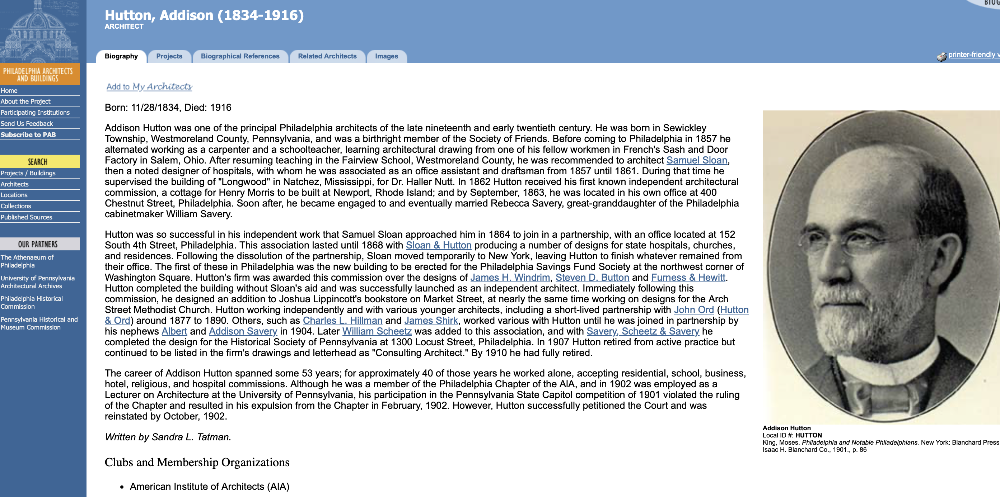 Hutton, Addison (1834-1916)
ARCHITECT
Biography
Projects
Biographical References
Related Architects
Images
printer-friendly
PHILADELPHIA ARCHITECTS
AND BUILDINGS
Home
About the Project
Participating Institutions
Send Us Feedback
Subscribe to PAB
SEARCH
Projects / Buildings
Architects
Locations
Collections
Published Sources
OUR PARTNERS
The Athenaeum of
Philadelphia
University of Pennsylvania
Architectural Archives
Philadelphia Historical
Commission
Pennsylvania Historical and
Museum Commission
Add to My Architects
Born: 11/28/1834, Died: 1916
Addison Hutton was one of the principal Philadelphia architects of the late nineteenth and early twentieth century. He was born in Sewickley
Township, Westmoreland County, Pennsylvania, and was a birthright member of the Society of Friends. Before coming to Philadelphia in 1857 he
alternated working as a carpenter and a schoolteacher, learning architectural drawing from one of his fellow workmen in French's Sash and Door
Factory in Salem, Ohio. After resuming teaching in the Fairview School, Westmoreland County, he was recommended to architect Samuel Sloan,
then a noted designer of hospitals, with whom he was associated as an office assistant and draftsman from 1857 until 1861. During that time he
supervised the building of "Longwood" in Natchez, Mississippi, for Dr. Haller Nutt. In 1862 Hutton received his first known independent architectural
commission, a cottage for Henry Morris to be built at Newport, Rhode Island; and by September, 1863, he was located in his own office at 400
Chestnut Street, Philadelphia. Soon after, he became engaged to and eventually married Rebecca Savery, great-granddaughter of the Philadelphia
cabinetmaker William Savery.
Hutton was so successful in his independent work that Samuel Sloan approached him in 1864 to join in a partnership, with an office located at 152
South 4th Street, Philadelphia. This association lasted until 1868 with Sloan & Hutton producing a number of designs for state hospitals, churches,
and residences. Following the dissolution of the partnership, Sloan moved temporarily to New York, leaving Hutton to finish whatever remained from
their office. The first of these in Philadelphia was the new building to be erected for the Philadelphia Savings Fund Society at the northwest corner of
Washington Square. Hutton's firm was awarded this commission over the designs of James H. Windrim, Steven D. Button and Furness & Hewitt.
Hutton completed the building without Sloan's aid and was successfully launched as an independent architect. Immediately following this
commission, he designed an addition to Joshua Lippincott's bookstore on Market Street, at nearly the same time working on designs for the Arch
Street Methodist Church. Hutton working independently and with various younger architects, including a short-lived partnership with John Ord (Hutton
& Ord) around 1877 to 1890. Others, such as Charles L. Hillman and James Shirk, worked various with Hutton until he was joined in partnership by
his nephews Albert and Addison Savery in 1904. Later William Scheetz was added to this association, and with Savery, Scheetz & Savery he
completed the design for the Historical Society of Pennsylvania at 1300 Locust Street, Philadelphia. In 1907 Hutton retired from active practice but
continued to be listed in the firm's drawings and letterhead as "Consulting Architect." By 1910 he had fully retired.
The career of Addison Hutton spanned some 53 years; for approximately 40 of those years he worked alone, accepting residential, school, business,
hotel, religious, and hospital commissions. Although he was a member of the Philadelphia Chapter of the AIA, and in 1902 was employed as a
Lecturer on Architecture at the University of Pennsylvania, his participation in the Pennsylvania State Capitol competition of 1901 violated the ruling
of the Chapter and resulted in his expulsion from the Chapter in February, 1902. However, Hutton successfully petitioned the Court and was
reinstated by October, 1902.
Written by Sandra L. Tatman.
Clubs and Membership Organizations
• American Institute of Architects (AIA)
Addison Hutton
Local ID #: HUTTON
King, Moses. Philadelphia and Notable Philadelphians. New York: Blanchard Press
Isaac H. Blanchard Co., 1901., p. 86